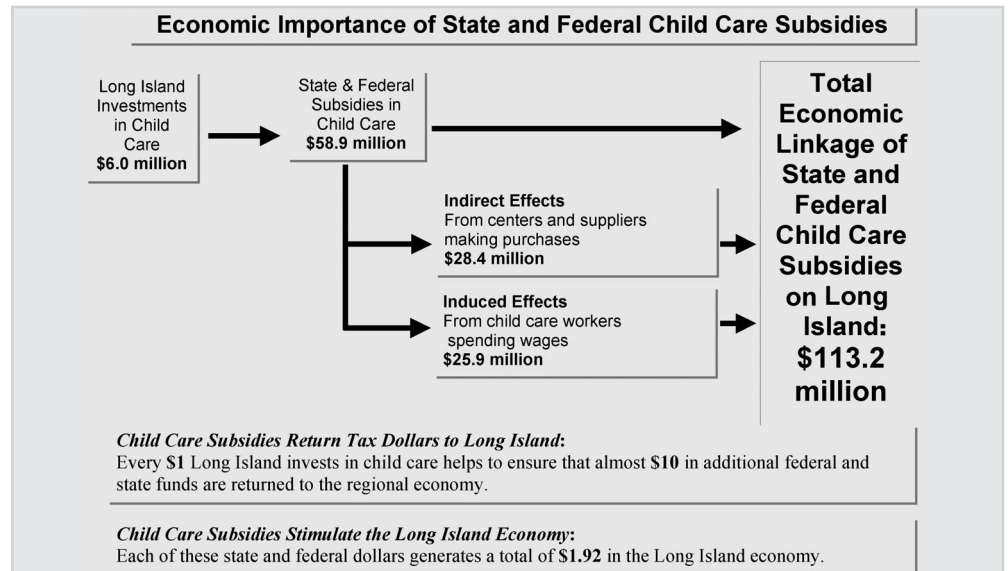 Economic Importance of State and Federal Child Care Subsidies
Long Island
Investments
in Child
Care
$6.0 million
State & Federal
Subsidies in
Child Care
$58.9 million
Indirect Effects
From centers and suppliers
making purchases
$28.4 million
Induced Effects
From child care workers
spending wages
$25.9 million
Total
Economic
Linkage of
State and
Federal
Child Care
Subsidies
on Long
Island:
$113.2
million
Child Care Subsidies Return Tax Dollars to Long Island:
Every $1 Long Island invests in child care helps to ensure that almost $10 in additional federal and
state funds are returned to the regional economy.
Child Care Subsidies Stimulate the Long Island Economy:
Each of these state and federal dollars generates a total of $1.92 in the Long Island economy.